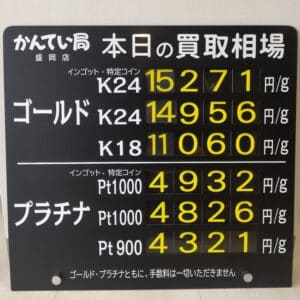 かんてい局 盛岡店 本日の買取相場
インゴット・特定コイン
K24 15271 円/g
ゴールド K24 14956 円/g
K18 11060 円/g
インゴット・特定コイン
Pt1000 4932 円/g
プラチナ Pt1000 4826 円/g
Pt900 4321 円/g
ゴールド・プラチナともに、手数料は一切いただきません